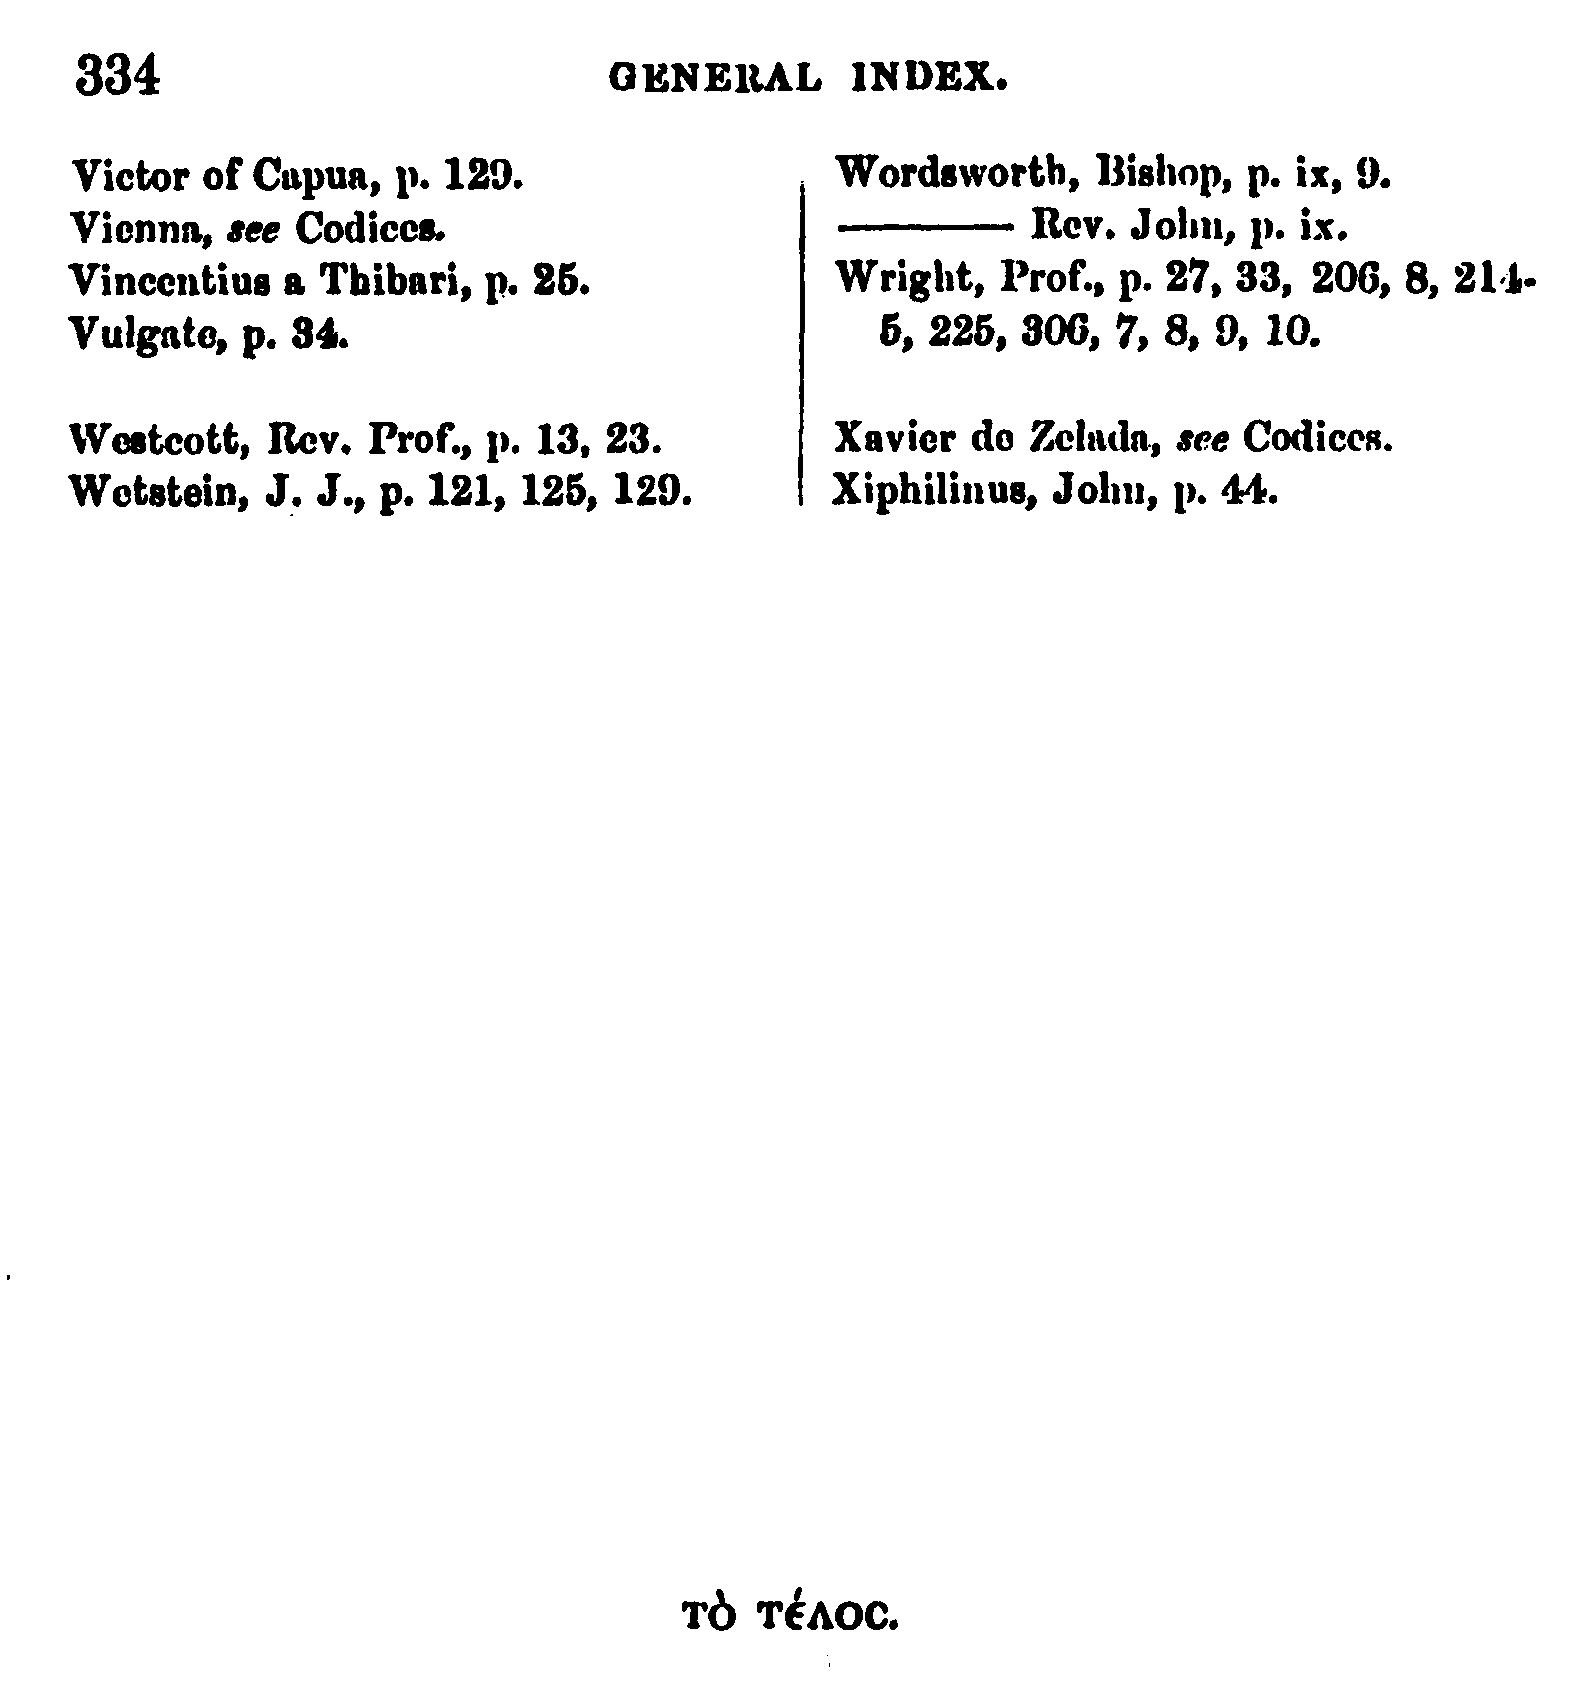 334 GENERAL INDEX.
Victor of Capua, p. 129.
Vienna, see Codices.
Vincentius a Thibari, p. 25.
Vulgate, p. 34.
Westcott, Rev. Prof., p. 13, 23.
Wetstein, J. J., p. 121, 125, 129.
Wordsworth, Bishop, p. ix, 9.
——— Rev. John, p. ix.
Wright, Prof., p. 27, 33, 206, 8, 214-
5, 225, 306, 7, 8, 9, 10.
Xavier de Zelada, see Codices.
Xiphilinus, John, p. 44.
τὸ τέλοϲ.